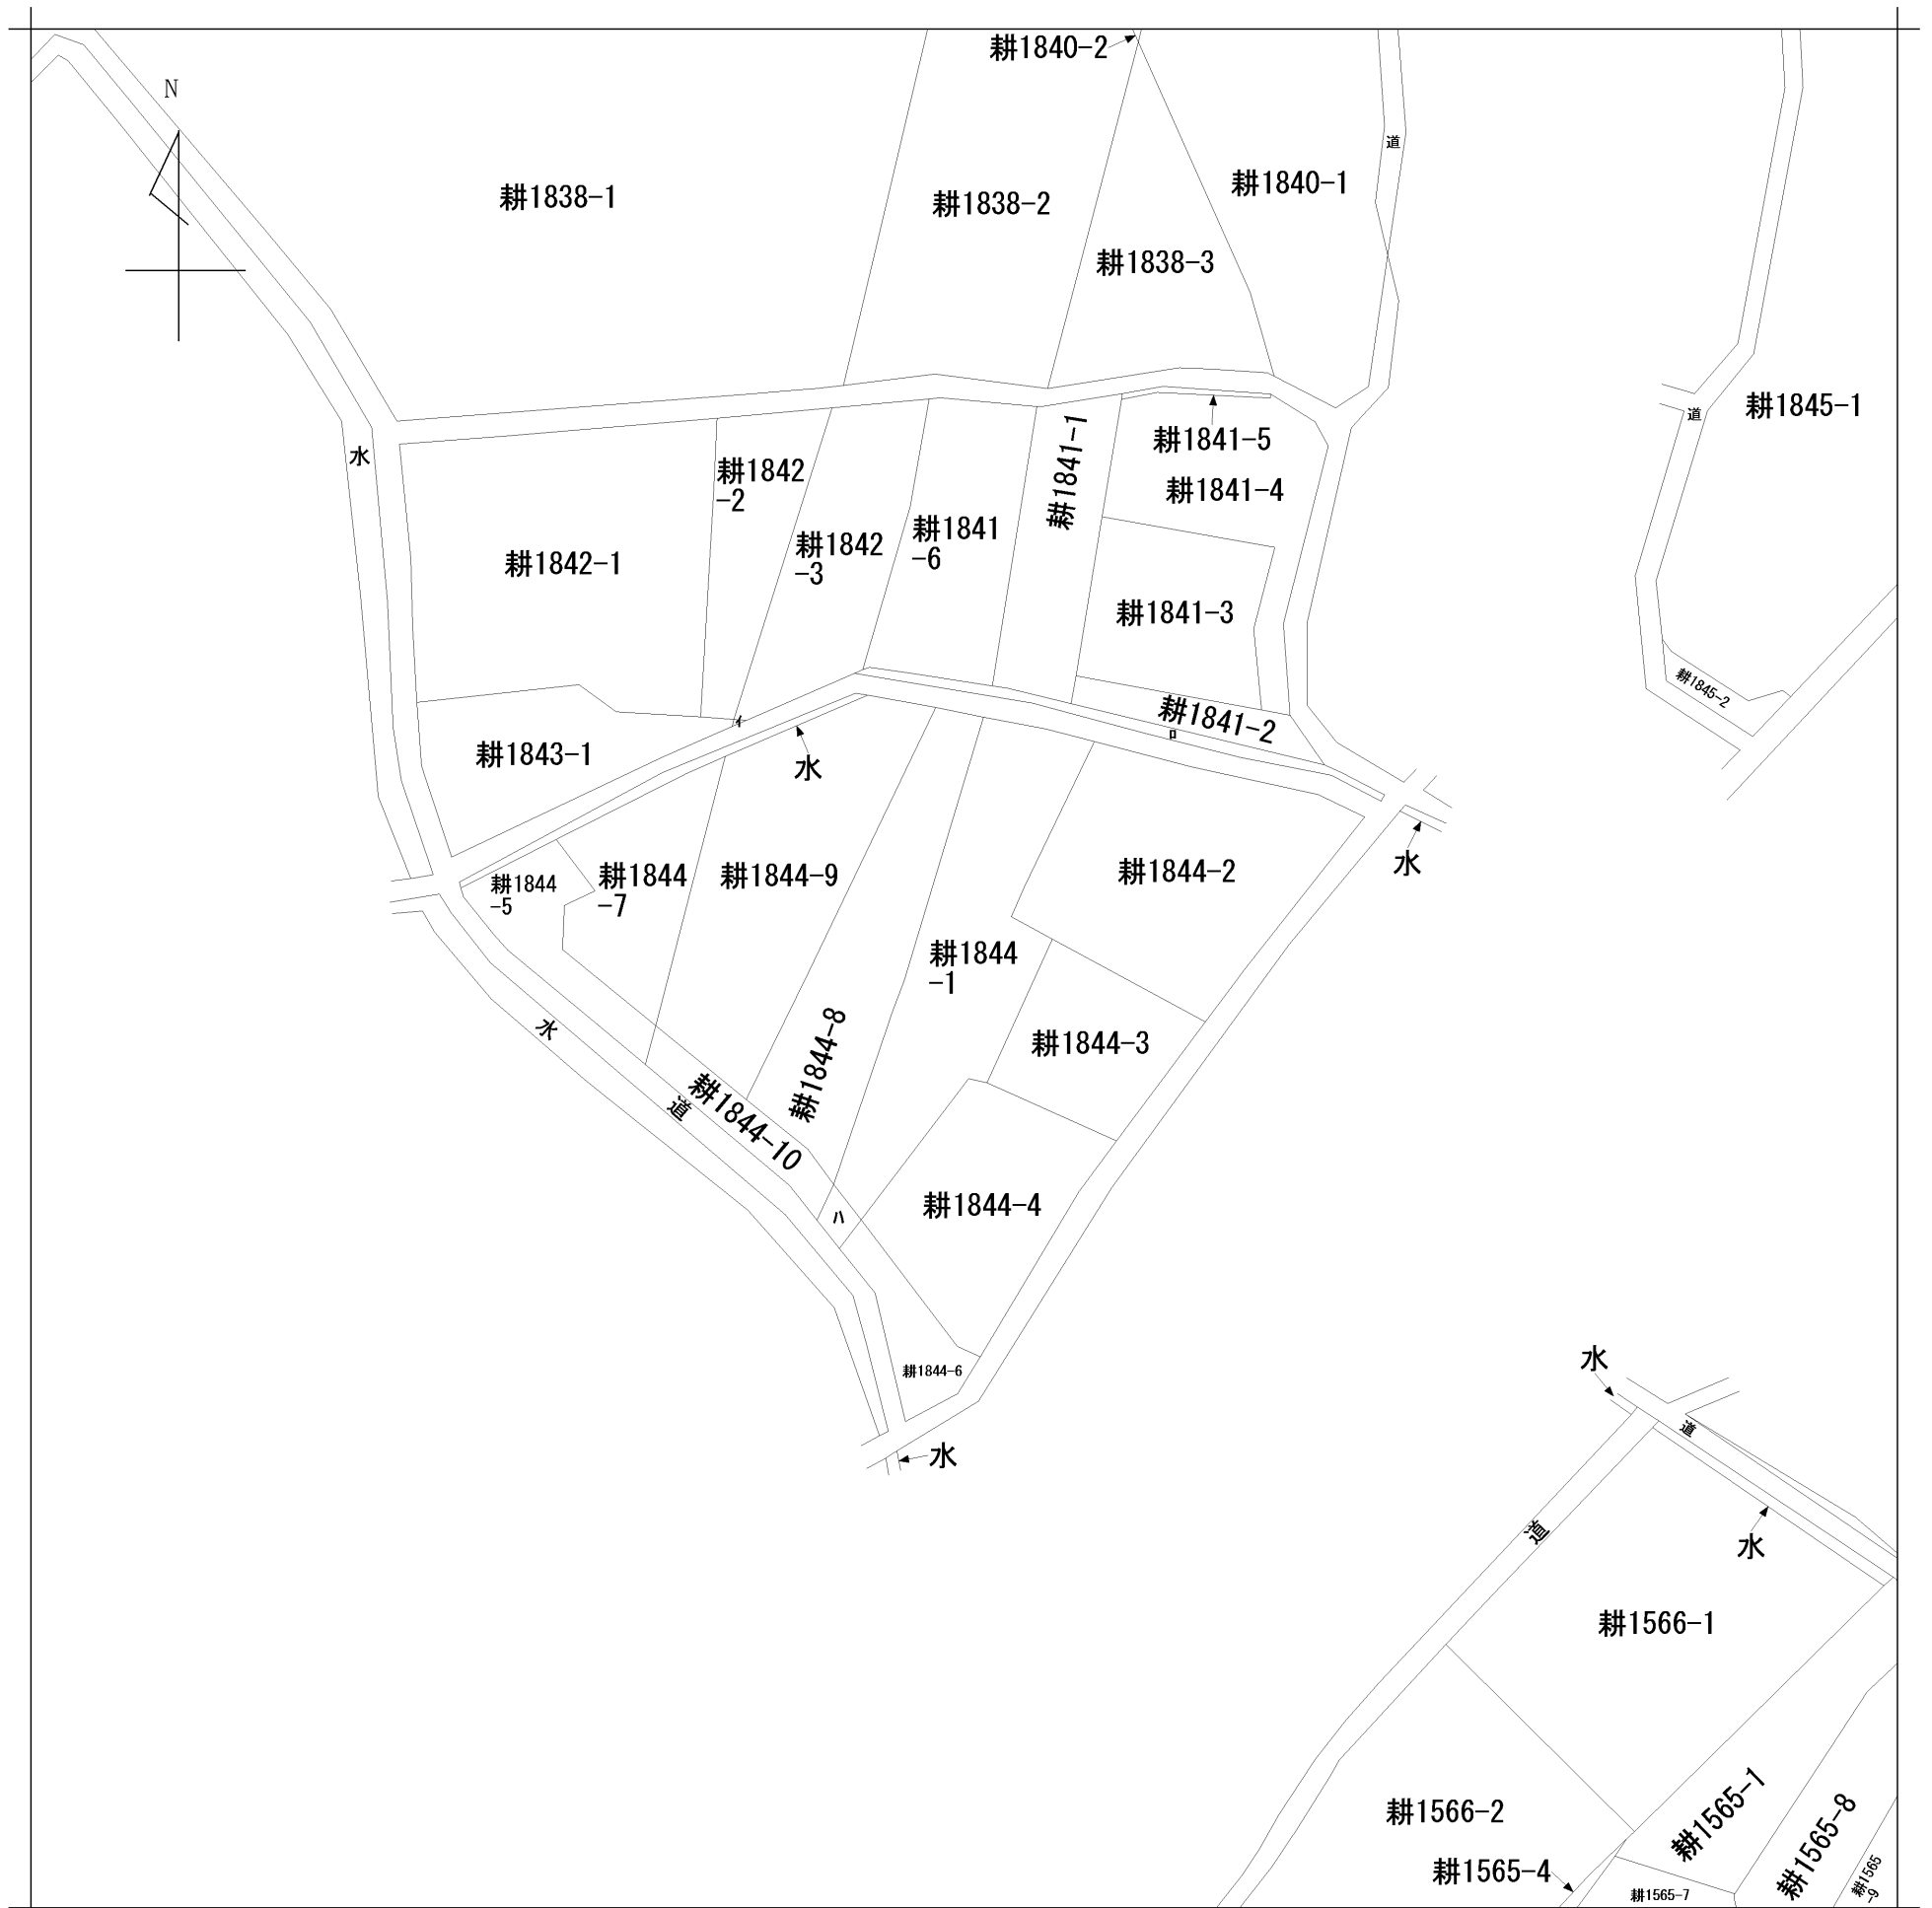 耕1840-2
N
道
耕1840-1
耕1838-1
耕1838-2
耕1838-3
耕1845-1
道
耕1841-5
耕1841-1
水
耕1842
-2
耕1841-4
耕1841
-6
耕1842
-3
耕1842-1
耕1841-3
耕1845-2
耕1841-2
イ
ロ
耕1843-1
水
水
耕1844-2
耕1844
-5
耕1844
-7
耕1844-9
耕1844
-1
水
耕1844-3
耕1844-8
道
耕1844-10
耕1844-4
ハ
水
耕1844-6
道
水
道
水
耕1566-1
耕1566-2
耕1565-1
耕1565-8
耕1565-4
耕1565
-9
耕1565-7